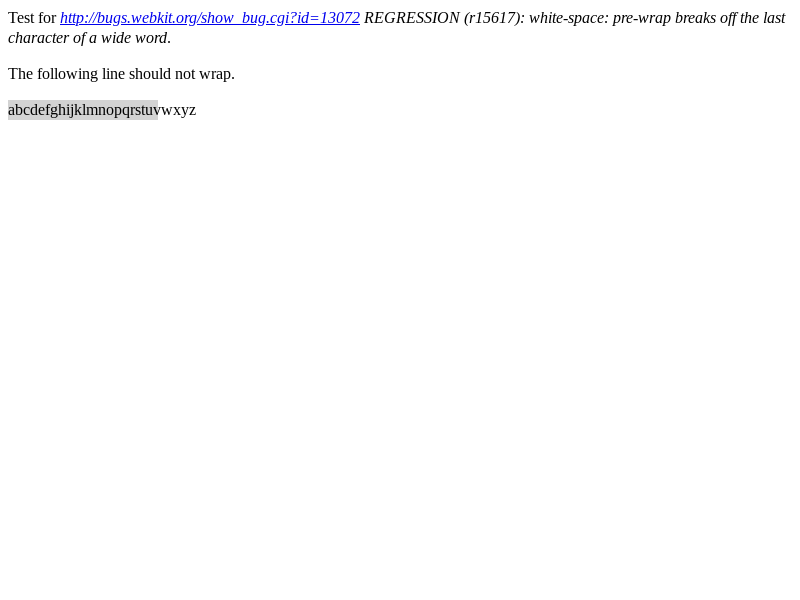 Test for http://bugs.webkit.org/show_bug.cgi?id=13072 REGRESSION (r15617): white-space: pre-wrap breaks off the last
character of a wide word.
The following line should not wrap.
abcdefghijklmnopqrstuvwxyz